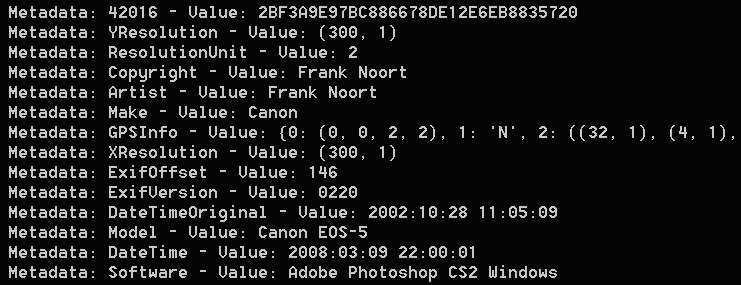 Metadata: 42016 - Value: 2BF3A9E97BC886678DE12E6EB8835720
Metadata: YResolution - Value: (300, 1)
Metadata: ResolutionUnit - Value: 2
Metadata: Copyright - Value: Frank Noort
Metadata: Artist - Value: Frank Noort
Metadata: Make - Value: Canon
Metadata: GPSInfo - Value: {0: (0, 0, 2, 2), 1: 'N', 2: ((32, 1), (4, 1),
Metadata: XResolution - Value: (300, 1)
Metadata: ExifOffset - Value: 146
Metadata: ExifVersion - Value: 0220
Metadata: DateTimeOriginal - Value: 2002:10:28 11:05:09
Metadata: Model - Value: Canon EOS-5
Metadata: DateTime - Value: 2008:03:09 22:00:01
Metadata: Software - Value: Adobe Photoshop CS2 Windows